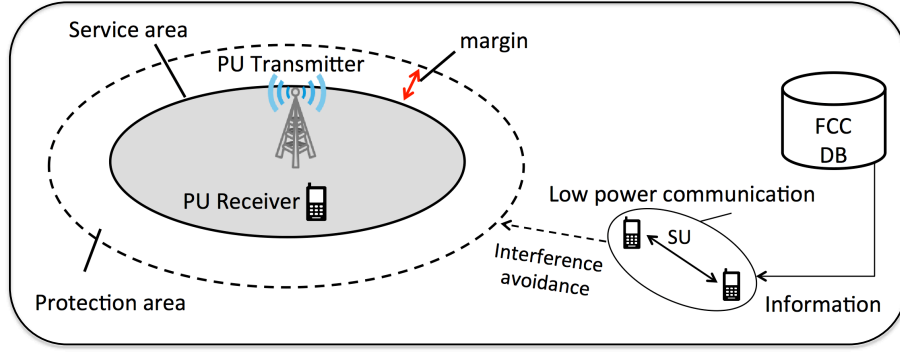 Service area
margin
PU Transmitter
FCC
DB
PU Receiver
Low power communication
SU
Interference
avoidance
Protection area
Information